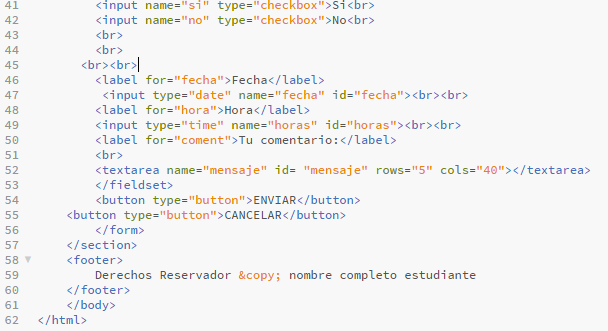 41 <input name="si" type="checkbox">Si<br>
42 <input name="no" type="checkbox">No<br>
43 <br>
44 <br>
45 <br><br>
46 <label for="fecha">Fecha</label>
47 <input type="date" name="fecha" id="fecha"><br><br>
48 <label for="hora">Hora</label>
49 <input type="time" name="horas" id="horas"><br><br>
50 <label for="coment">Tu comentario:</label>
51 <br>
52 <textarea name="mensaje" id= "mensaje" rows="5" cols="40"></textarea>
53 </fieldset>
54 <button type="button">ENVIAR</button>
55 <button type="button">CANCELAR</button>
56 </form>
57 </section>
58 <footer>
59 Derechos Reservador &copy; nombre completo estudiante
60 </footer>
61 </body>
62 </html>